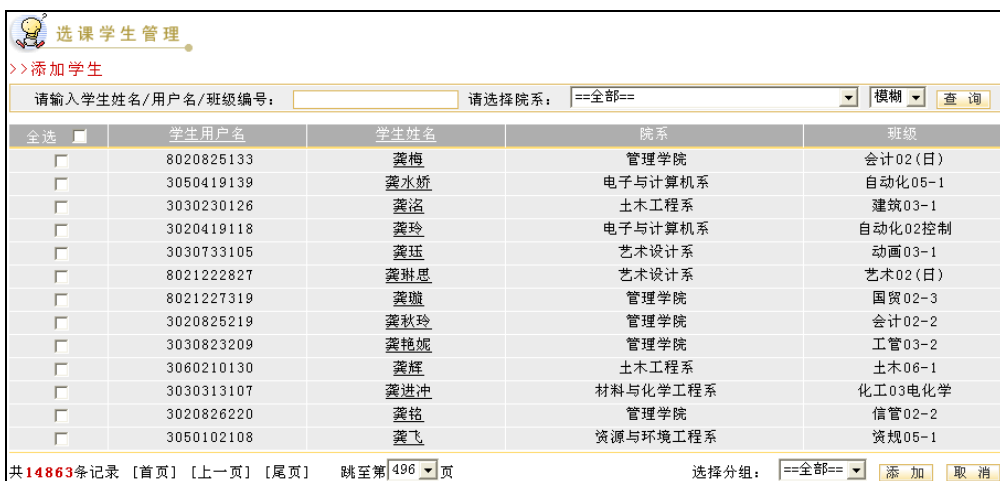 选课学生管理
>>添加学生
请输入学生姓名/用户名/班级编号: 请选择院系: ==全部== 模糊 查 询
全选 学生用户名 学生姓名 院系 班级
8020825133 龚梅 管理学院 会计02(日)
3050419139 龚水娇 电子与计算机系 自动化05-1
3030230126 龚洺 土木工程系 建筑03-1
3020419118 龚玲 电子与计算机系 自动化02控制
3030733105 龚珏 艺术设计系 动画03-1
8021222827 龚琳思 艺术设计系 艺术02(日)
8021227319 龚璇 管理学院 国贸02-3
3020825219 龚秋玲 管理学院 会计02-2
3030823209 龚艳妮 管理学院 工管03-2
3060210130 龚辉 土木工程系 土木06-1
3030313107 龚进冲 材料与化学工程系 化工03电化学
3020826220 龚铭 管理学院 信管02-2
3050102108 龚飞 资源与环境工程系 资规05-1
共14863条记录 [首页] [上一页] [尾页] 跳至第 496 页 选择分组: ==全部== 添 加 取 消